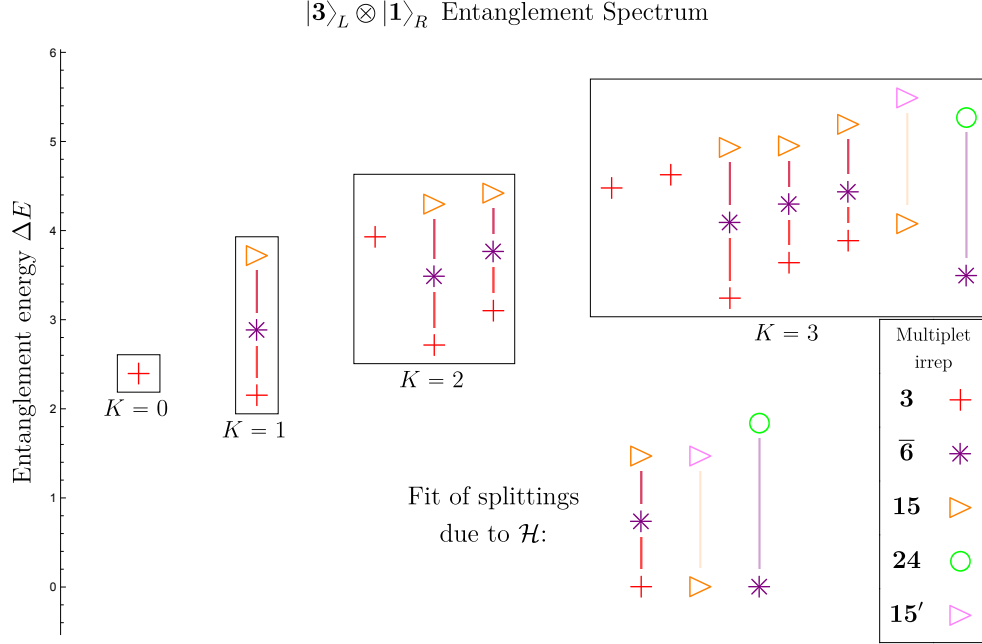 |3⟩_L ⊗ |1⟩_R Entanglement Spectrum
Entanglement energy ΔE
6
5
4
3
2
1
0
K = 0
K = 1
K = 2
K = 3
Fit of splittings
due to ℋ:
Multiplet
irrep
3
6̅
15
24
15′